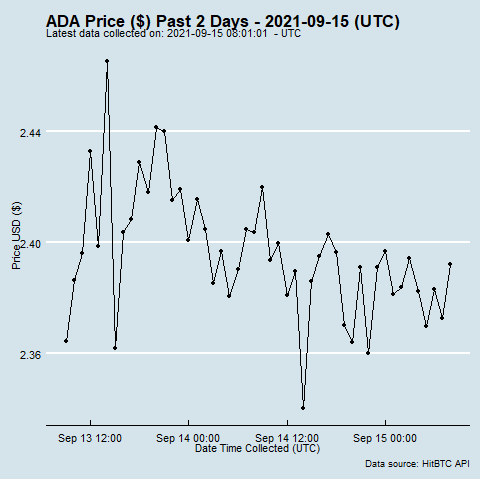 ADA Price ($) Past 2 Days - 2021-09-15 (UTC)
Latest data collected on: 2021-09-15 08:01:01 - UTC
2.44
2.40
2.36
Price USD ($)
Sep 13 12:00 Sep 14 00:00 Sep 14 12:00 Sep 15 00:00
Date Time Collected (UTC)
Data source: HitBTC API